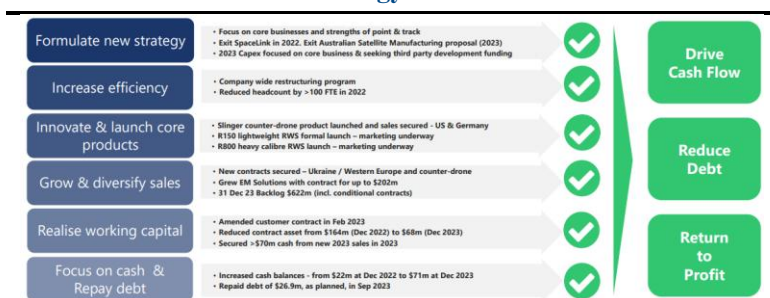 Formulate new strategy
• Focus on core businesses and strengths of point & track
• Exit SpaceLink in 2022. Exit Australian Satellite Manufacturing proposal (2023)
• 2023 Capex focused on core business & seeking third party development funding
Increase efficiency
• Company wide restructuring program
• Reduced headcount by >100 FTE in 2022
Innovate & launch core
products
• Slinger counter-drone product launched and sales secured - US & Germany
• R150 lightweight RWS formal launch – marketing underway
• R800 heavy calibre RWS launch – marketing underway
Grow & diversify sales
• New contracts secured – Ukraine / Western Europe and counter-drone
• Grew EM Solutions with contract for up to $202m
• 31 Dec 23 Backlog $622m (incl. conditional contracts)
Realise working capital
• Amended customer contract in Feb 2023
• Reduced contract asset from $164m (Dec 2022) to $68m (Dec 2023)
• Secured >$70m cash from new 2023 sales in 2023
Focus on cash &
Repay debt
• Increased cash balances - from $22m at Dec 2022 to $71m at Dec 2023
• Repaid debt of $26.9m, as planned, in Sep 2023
Drive
Cash Flow
Reduce
Debt
Return
to
Profit